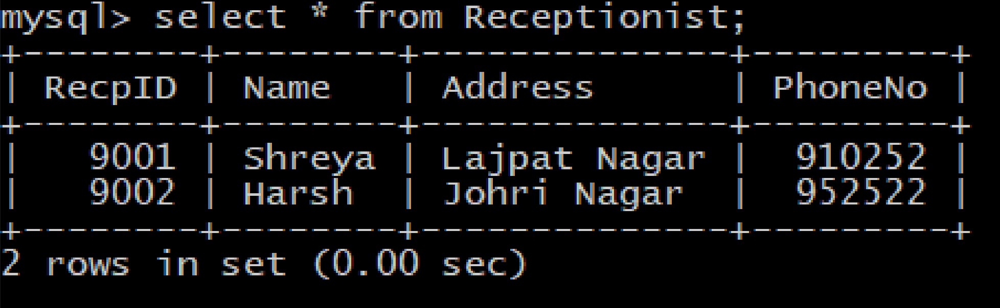 mysql> select * from Receptionist;
+--------+--------+--------------+---------+
| RecpID | Name   | Address      | PhoneNo |
+--------+--------+--------------+---------+
|   9001 | Shreya | Lajpat Nagar |  910252 |
|   9002 | Harsh  | Johri Nagar  |  952522 |
+--------+--------+--------------+---------+
2 rows in set (0.00 sec)